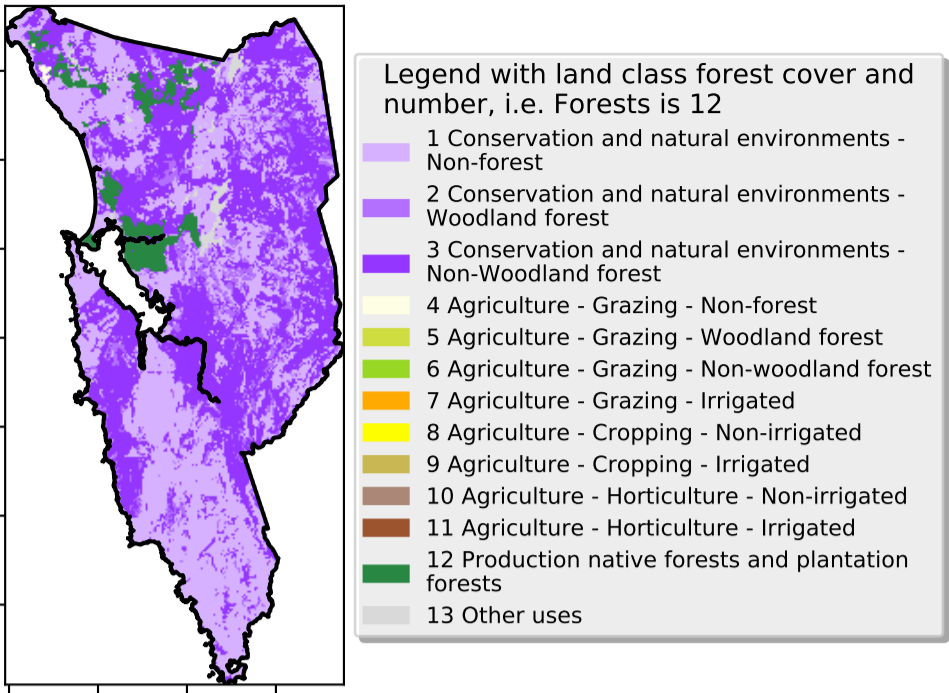 Legend with land class forest cover and
number, i.e. Forests is 12
1 Conservation and natural environments -
Non-forest
2 Conservation and natural environments -
Woodland forest
3 Conservation and natural environments -
Non-Woodland forest
4 Agriculture - Grazing - Non-forest
5 Agriculture - Grazing - Woodland forest
6 Agriculture - Grazing - Non-woodland forest
7 Agriculture - Grazing - Irrigated
8 Agriculture - Cropping - Non-irrigated
9 Agriculture - Cropping - Irrigated
10 Agriculture - Horticulture - Non-irrigated
11 Agriculture - Horticulture - Irrigated
12 Production native forests and plantation
forests
13 Other uses